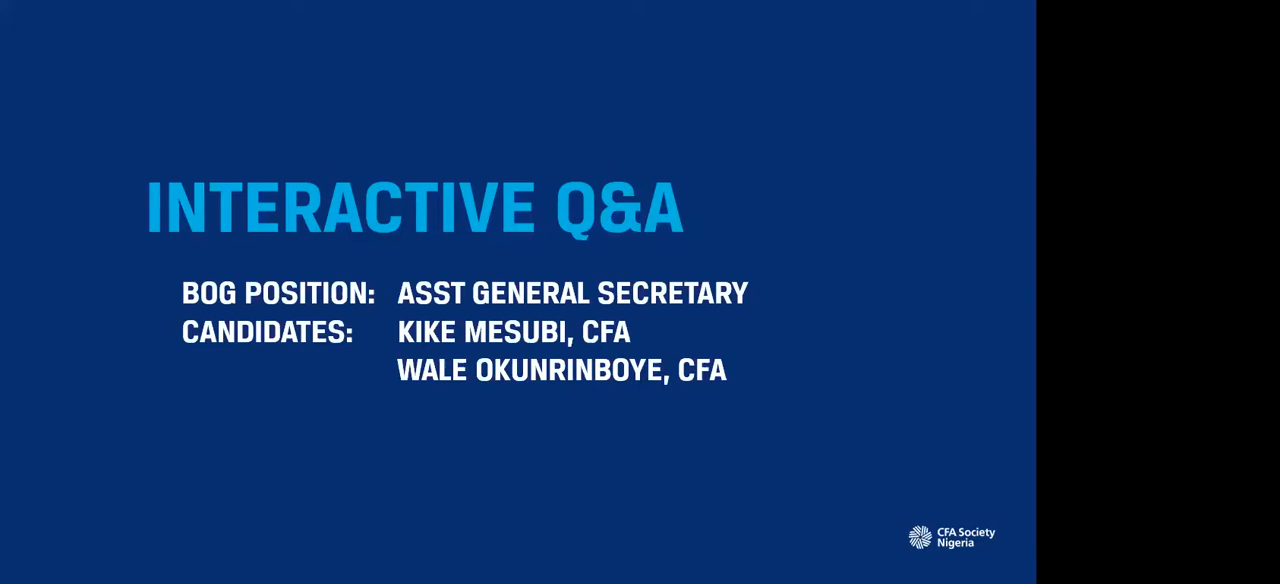 INTERACTIVE Q&A
BOG POSITION: ASST GENERAL SECRETARY
CANDIDATES: KIKE MESUBI, CFA
WALE OKUNRINBOYE, CFA
CFA Society
Nigeria